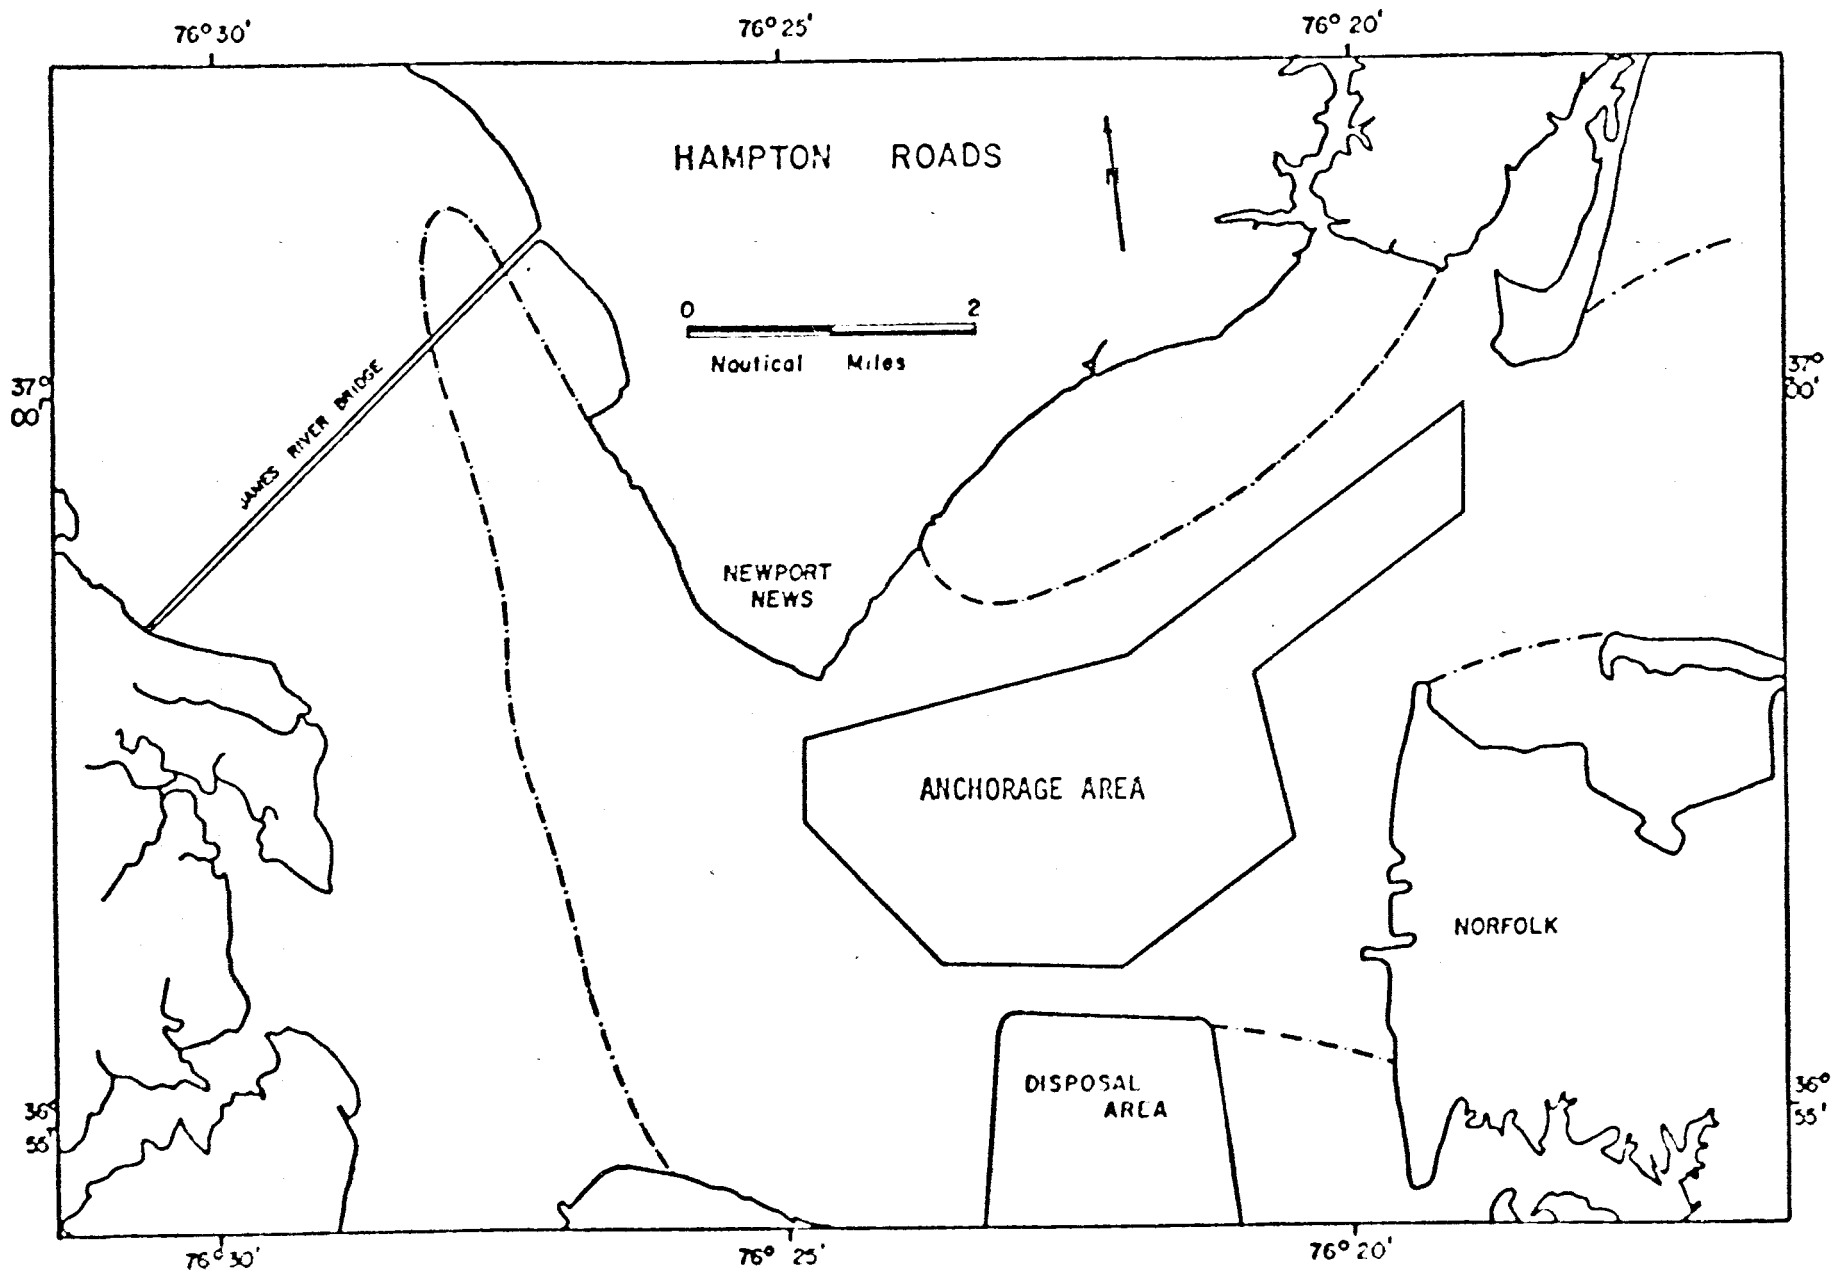 76° 30' 76° 25' 76° 20'
HAMPTON ROADS
N
0 2
Nautical Miles
37°
00'
37°
00'
JAMES RIVER BRIDGE
NEWPORT
NEWS
ANCHORAGE AREA
NORFOLK
DISPOSAL
AREA
36°
55'
36°
55'
76° 30' 76° 25' 76° 20'